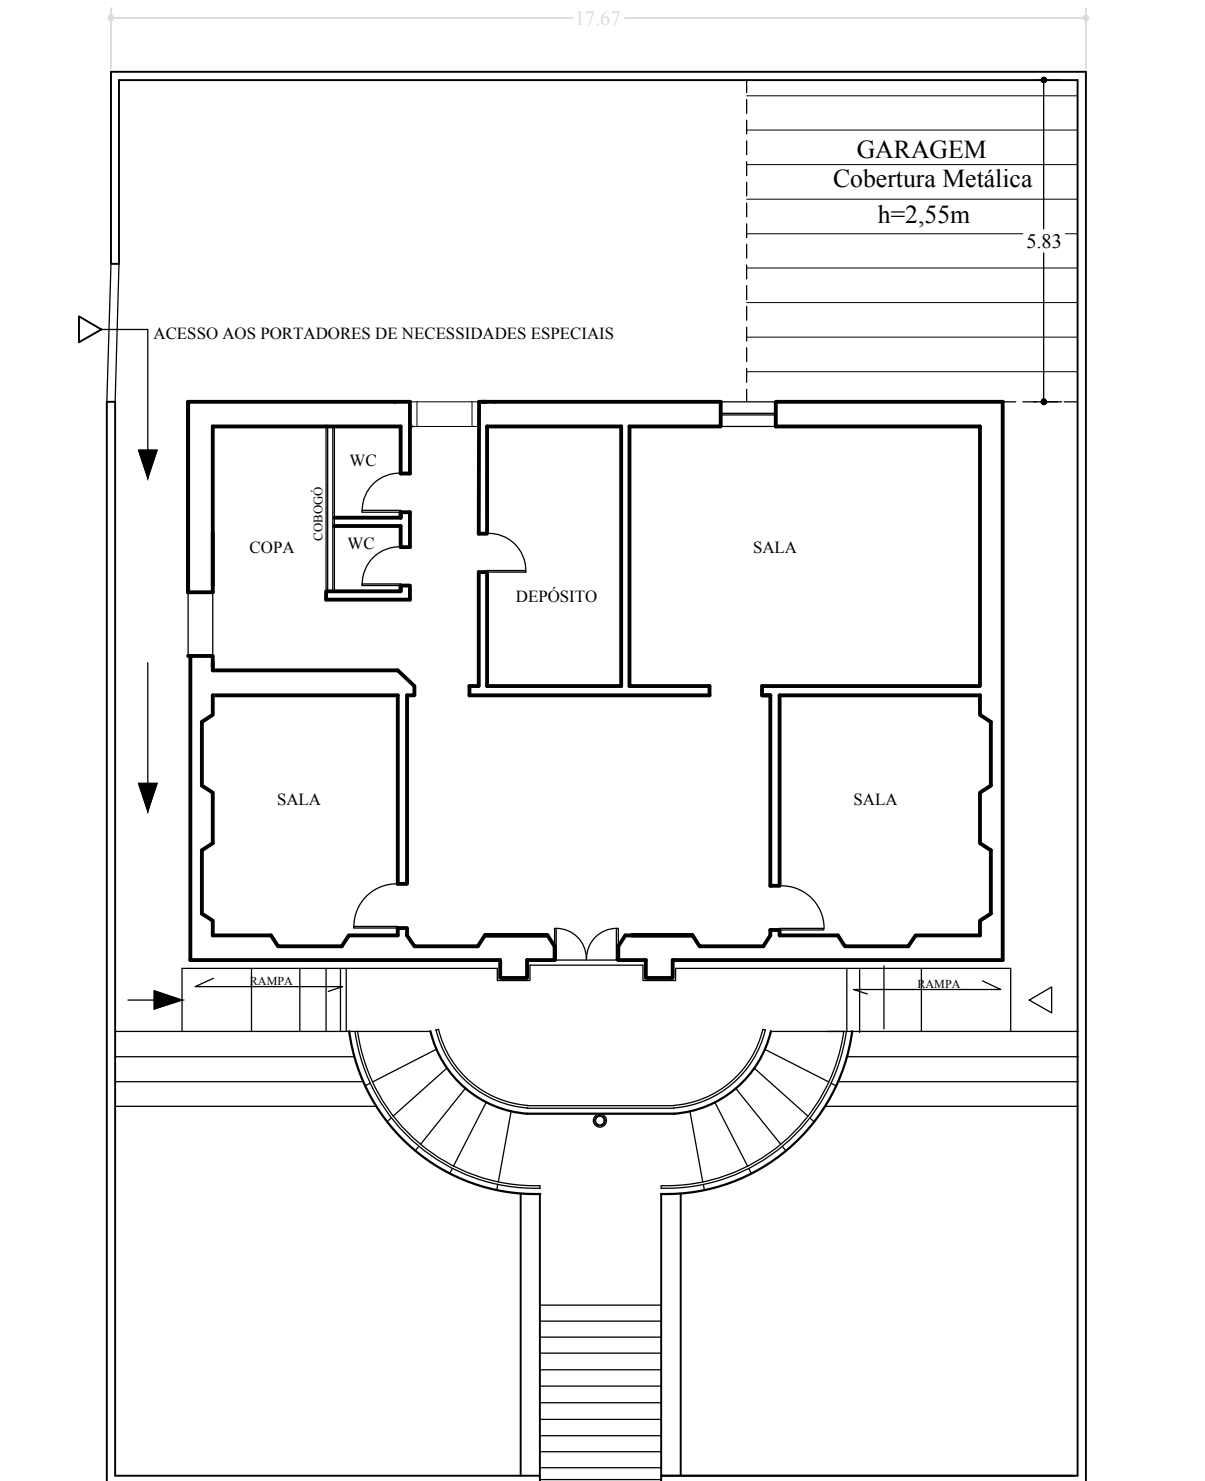 17.67
GARAGEM
Cobertura Metálica
h=2,55m
5.83
ACESSO AOS PORTADORES DE NECESSIDADES ESPECIAIS
WC
COBOGÓ
WC
COPA
SALA
DEPÓSITO
SALA
SALA
RAMPA
RAMPA